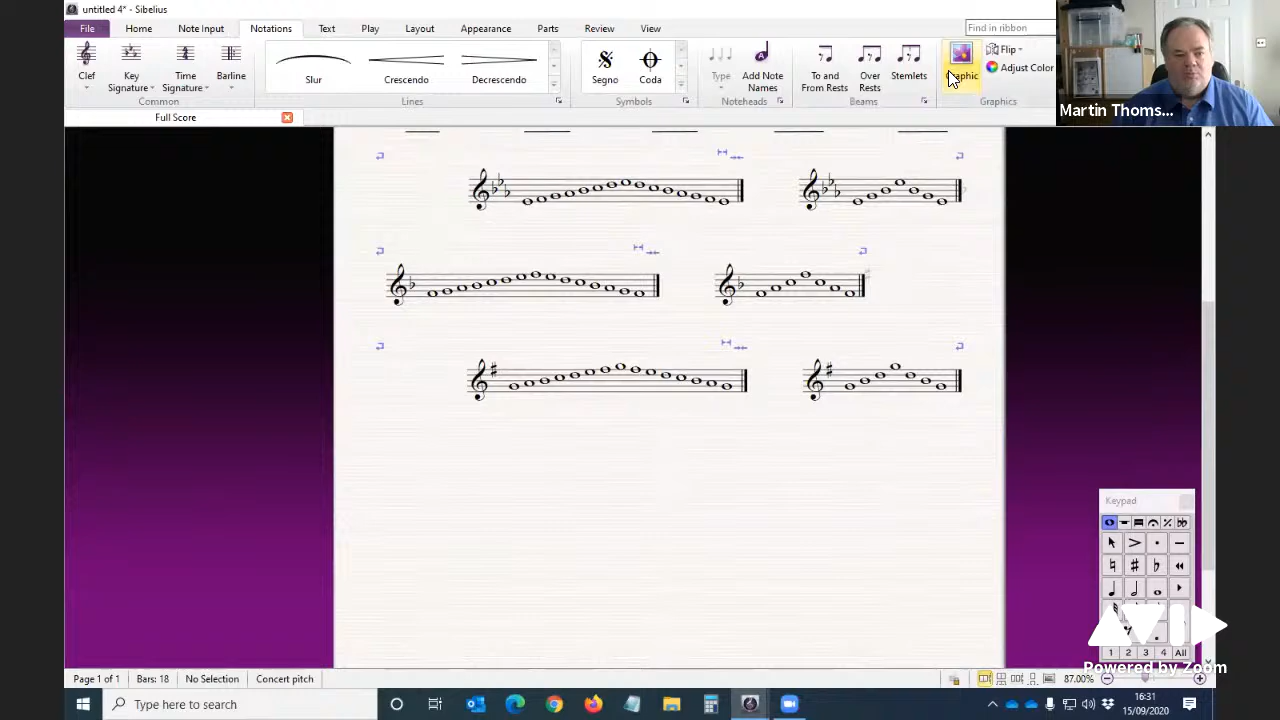 untitled 4* - Sibelius
File Home Note Input Notations Text Play Layout Appearance Parts Review View Find in ribbon
Clef
Key Signature
Time Signature
Barline
Common
Slur Crescendo Decrescendo
Lines
Segno Coda
Symbols
Type
Add Note Names
Noteheads
To and From Rests
Over Rests
Stemlets
Beams
Graphic
Flip
Adjust Color
Graphics
Martin Thoms...
Full Score
Keypad
1 2 3 4 All
AVID
Powered by Zoom
Page 1 of 1 Bars: 18 No Selection Concert pitch 87.00%
Type here to search
16:31
15/09/2020